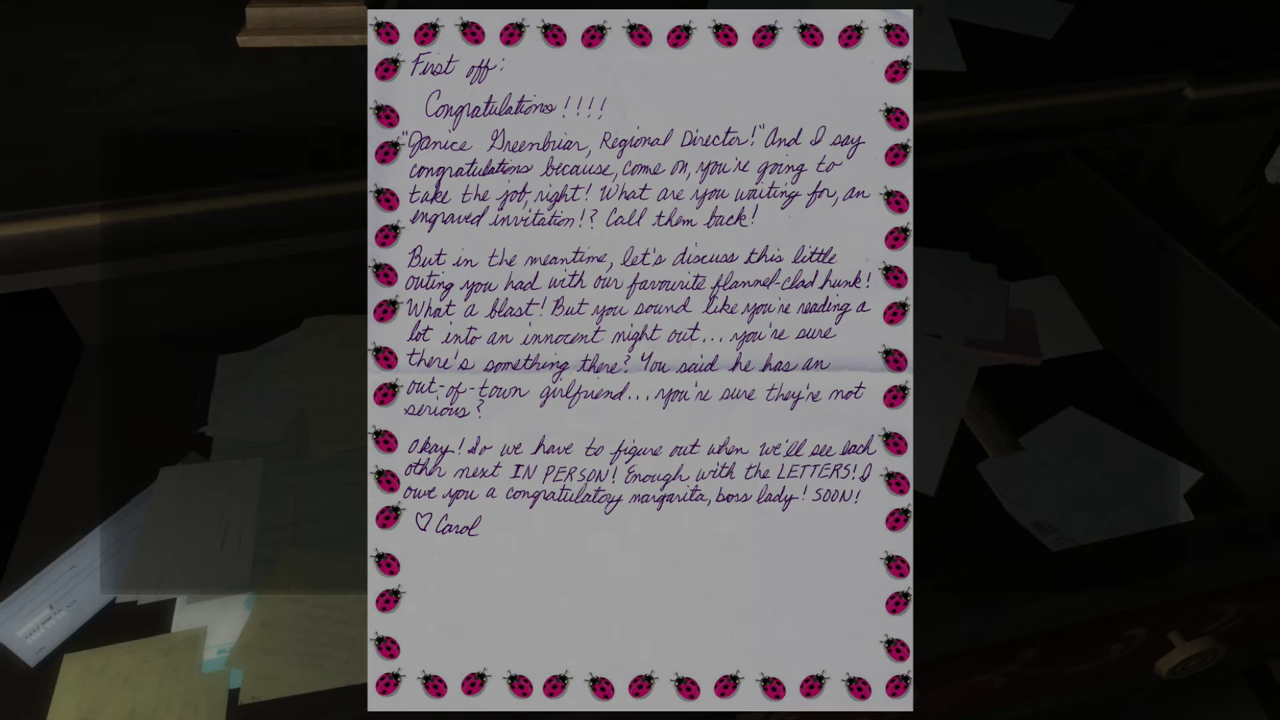 First off:
Congratulations!!!!
"Janice Greenbriar, Regional Director!" And I say
congratulations because, come on, you're going to
take the job, right! What are you waiting for, an
engraved invitation!? Call them back!
But in the meantime, let's discuss this little
outing you had with our favourite flannel-clad hunk!
What a blast! But you sound like you're reading a
lot into an innocent night out... you're sure
there's something there? You said he has an
out-of-town girlfriend... you're sure they're not
serious?
Okay! So we have to figure out when we'll see each
other next IN PERSON! Enough with the LETTERS! I
owe you a congratulatory margarita, boss lady! SOON!
♡ Carol